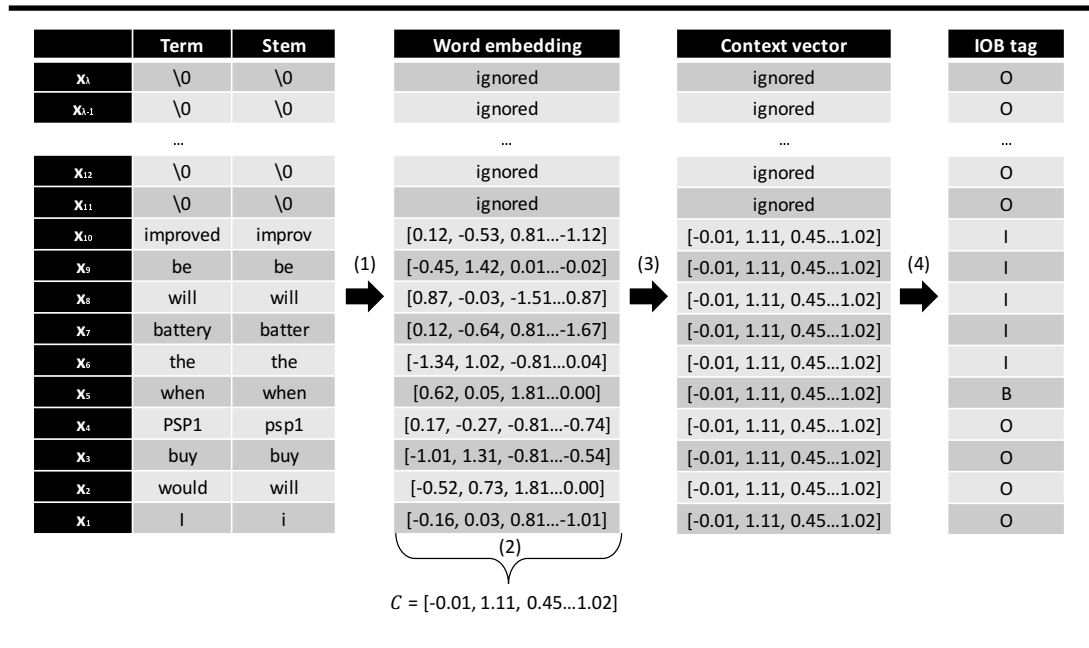 Term Stem Word embedding Context vector IOB tag
xλ \0 \0 ignored ignored O
xλ-1 \0 \0 ignored ignored O
... ... ... ...
x12 \0 \0 ignored ignored O
x11 \0 \0 ignored ignored O
x10 improved improv [0.12, -0.53, 0.81...-1.12] [-0.01, 1.11, 0.45...1.02] I
x9 be be (1) [-0.45, 1.42, 0.01...-0.02] (3) [-0.01, 1.11, 0.45...1.02] (4) I
x8 will will [0.87, -0.03, -1.51...0.87] [-0.01, 1.11, 0.45...1.02] I
x7 battery batter [0.12, -0.64, 0.81...-1.67] [-0.01, 1.11, 0.45...1.02] I
x6 the the [-1.34, 1.02, -0.81...0.04] [-0.01, 1.11, 0.45...1.02] I
x5 when when [0.62, 0.05, 1.81...0.00] [-0.01, 1.11, 0.45...1.02] B
x4 PSP1 psp1 [0.17, -0.27, -0.81...-0.74] [-0.01, 1.11, 0.45...1.02] O
x3 buy buy [-1.01, 1.31, -0.81...-0.54] [-0.01, 1.11, 0.45...1.02] O
x2 would will [-0.52, 0.73, 1.81...0.00] [-0.01, 1.11, 0.45...1.02] O
x1 I i [-0.16, 0.03, 0.81...-1.01] [-0.01, 1.11, 0.45...1.02] O
(2)
C = [-0.01, 1.11, 0.45...1.02]